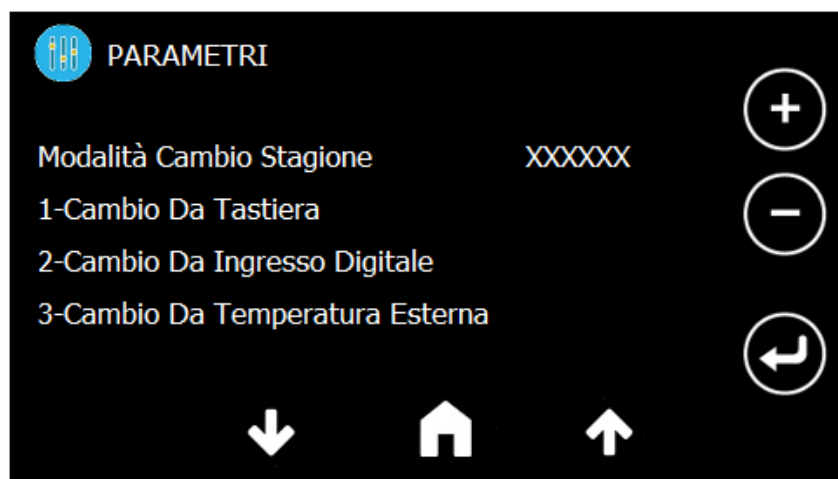 PARAMETRI
Modalità Cambio Stagione XXXXXX
1-Cambio Da Tastiera
2-Cambio Da Ingresso Digitale
3-Cambio Da Temperatura Esterna